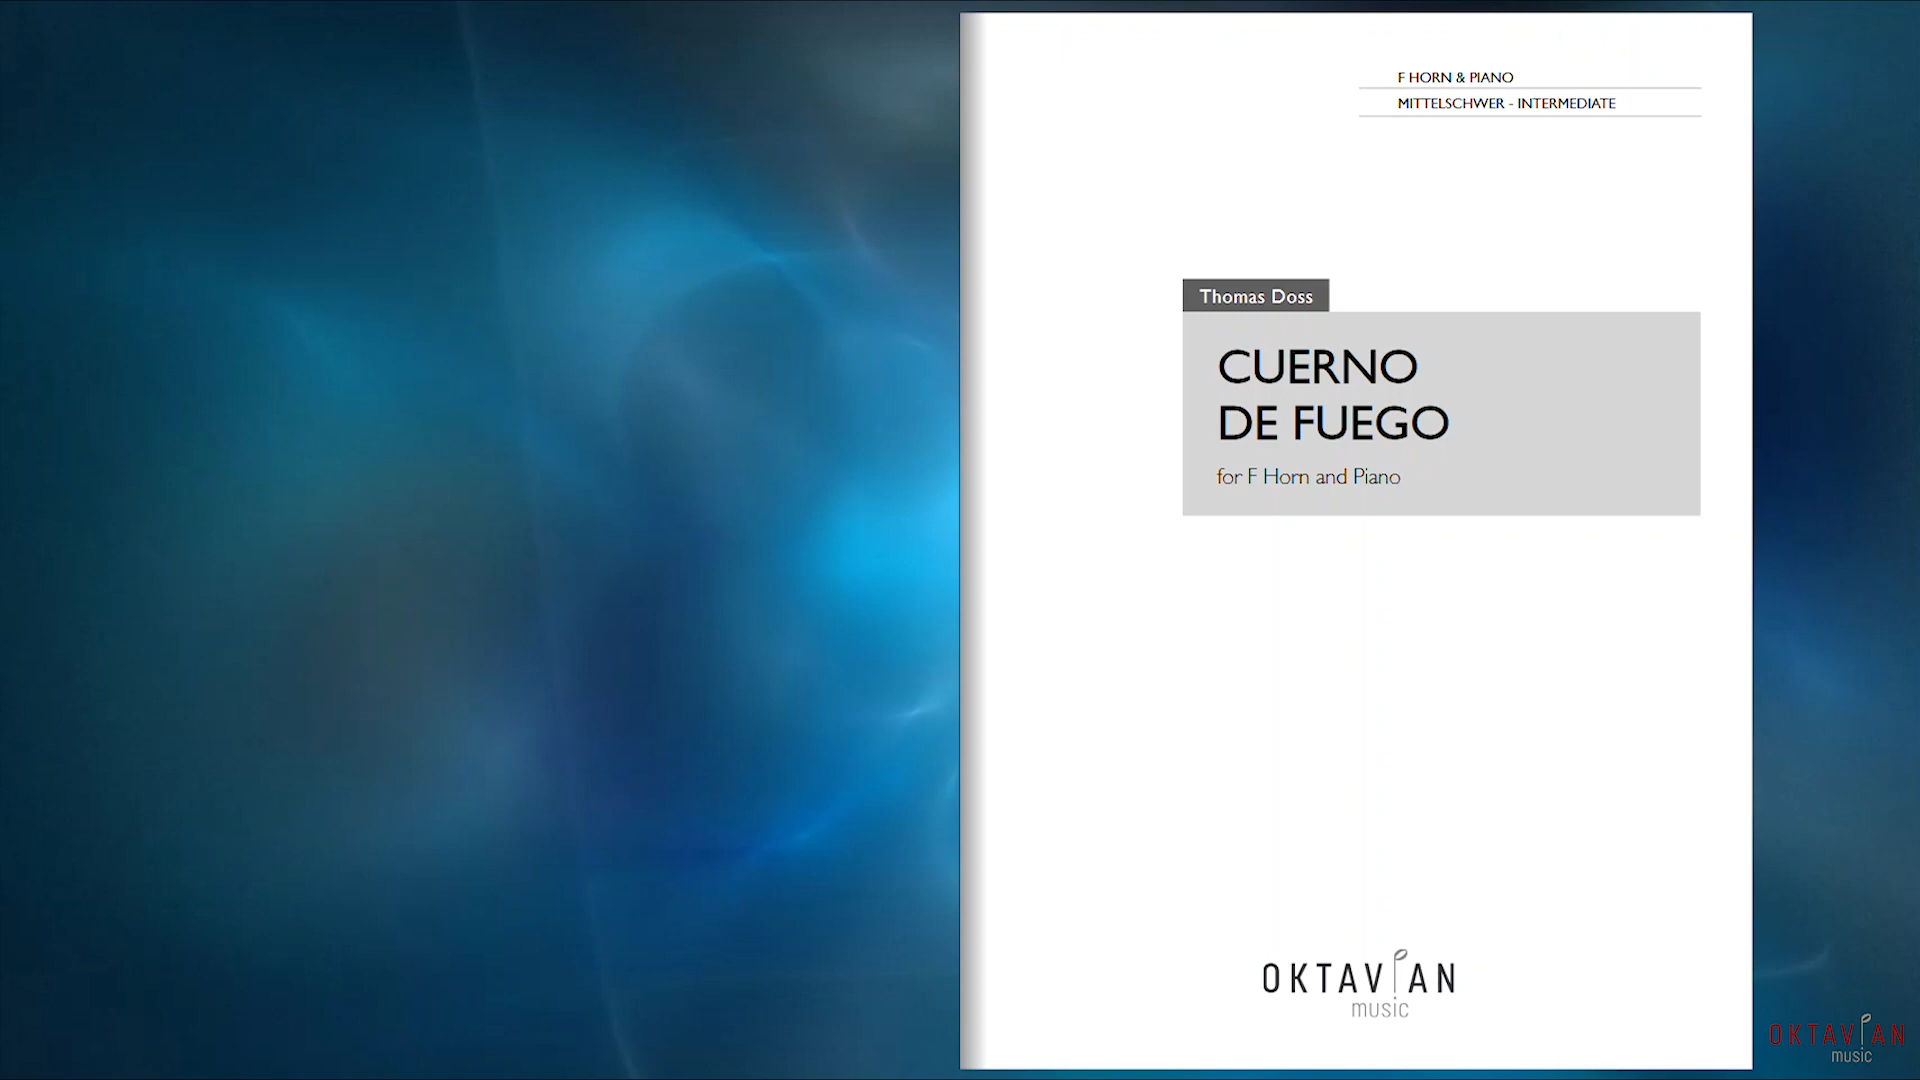 F HORN & PIANO
MITTELSCHWER - INTERMEDIATE
Thomas Doss
CUERNO
DE FUEGO
for F Horn and Piano
OKTAVIAN
music
OKTAVIAN
music